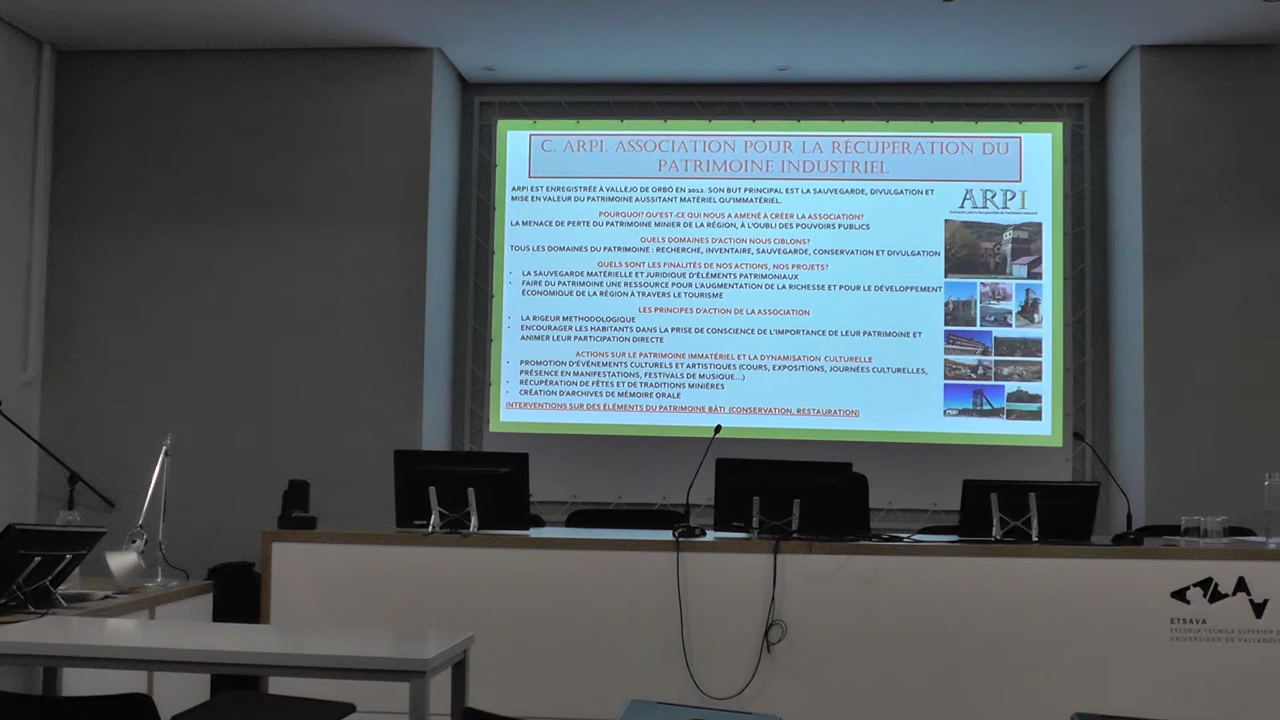 C. ARPI. ASSOCIATION POUR LA RÉCUPERATION DU
PATRIMOINE INDUSTRIEL
ARPI EST ENREGISTRÉE À VALLEJO DE ORBÓ EN 2012. SON BUT PRINCIPAL EST LA SAUVEGARDE, DIVULGATION ET
MISE EN VALEUR DU PATRIMOINE AUSSITANT MATÉRIEL QU'IMMATÉRIEL.
ARPI
POURQUOI? QU'EST-CE QUI NOUS A AMENÉ À CRÉER LA ASSOCIATION?
LA MENACE DE PERTE DU PATRIMOINE MINIER DE LA RÉGION, À L'OUBLI DES POUVOIRS PUBLICS
QUELS DOMAINES D'ACTION NOUS CIBLONS?
TOUS LES DOMAINES DU PATRIMOINE : RECHERCHE, INVENTAIRE, SAUVEGARDE, CONSERVATION ET DIVULGATION
QUELS SONT LES FINALITÉS DE NOS ACTIONS, NOS PROJETS?
• LA SAUVEGARDE MATÉRIELLE ET JURIDIQUE D'ÉLÉMENTS PATRIMONIAUX
• FAIRE DU PATRIMOINE UNE RESSOURCE POUR L'AUGMENTATION DE LA RICHESSE ET POUR LE DÉVELOPPEMENT
ÉCONOMIQUE DE LA RÉGION À TRAVERS LE TOURISME
LES PRINCIPES D'ACTION DE LA ASSOCIATION
• LA RIGEUR METHODOLOGIQUE
• ENCOURAGER LES HABITANTS DANS LA PRISE DE CONSCIENCE DE L'IMPORTANCE DE LEUR PATRIMOINE ET
ANIMER LEUR PARTICIPATION DIRECTE
ACTIONS SUR LE PATRIMOINE IMMATÉRIEL ET LA DYNAMISATION CULTURELLE
• PROMOTION D'ÉVÉNEMENTS CULTURELS ET ARTISTIQUES (COURS, EXPOSITIONS, JOURNÉES CULTURELLES,
PRÉSENCE EN MANIFESTATIONS, FESTIVALS DE MUSIQUE...)
• RÉCUPÉRATION DE FÊTES ET DE TRADITIONS MINIÈRES
• CRÉATION D'ARCHIVES DE MÉMOIRE ORALE
INTERVENTIONS SUR DES ÉLÉMENTS DU PATRIMOINE BÂTI (CONSERVATION, RESTAURATION)
ETSAVA
ESCUELA TÉCNICA SUPERIOR
UNIVERSIDAD DE VALLADOL